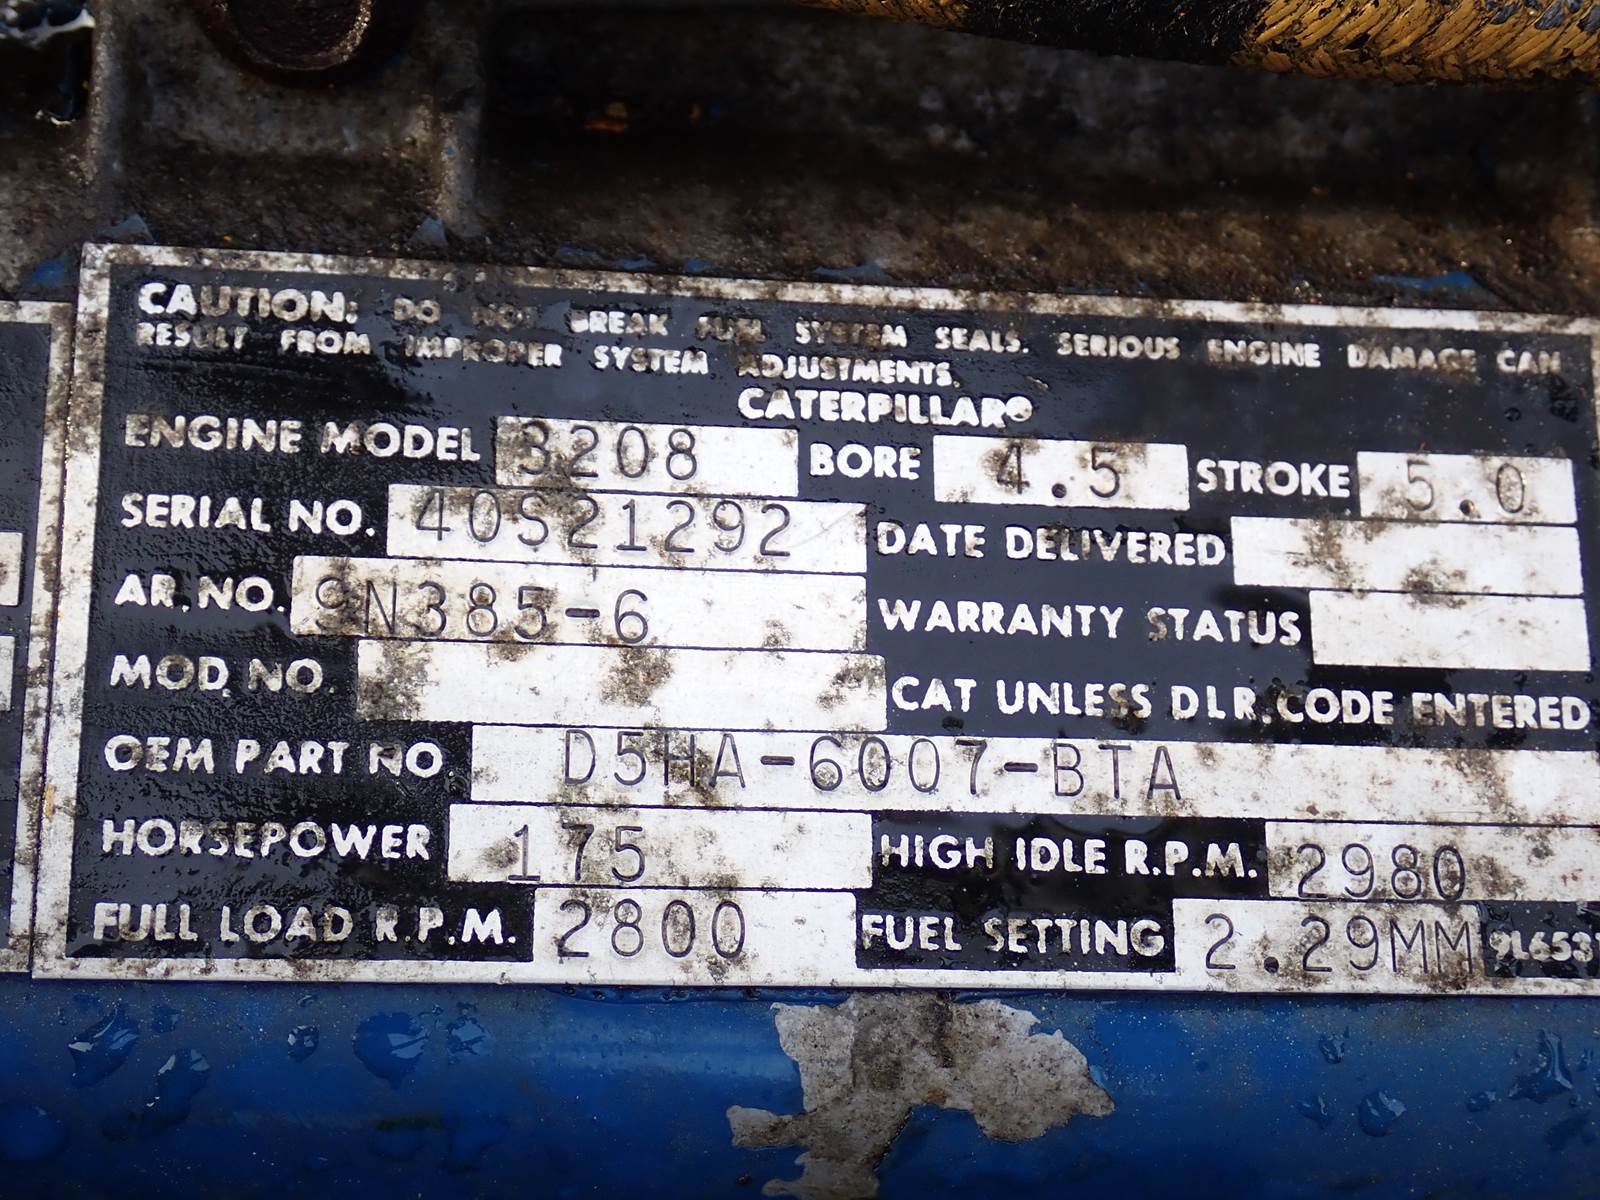 CAUTION: DO NOT BREAK FUEL SYSTEM SEALS. SERIOUS ENGINE DAMAGE CAN
RESULT FROM IMPROPER SYSTEM ADJUSTMENTS.
CATERPILLAR®
ENGINE MODEL 3208 BORE 4.5 STROKE 5.0
SERIAL NO. 40S21292 DATE DELIVERED
AR. NO. 9N385-6 WARRANTY STATUS
MOD. NO. CAT UNLESS DLR. CODE ENTERED
OEM PART NO. D5HA-6007-BTA
HORSEPOWER 175 HIGH IDLE R.P.M. 2980
FULL LOAD R.P.M. 2800 FUEL SETTING 2.29MM